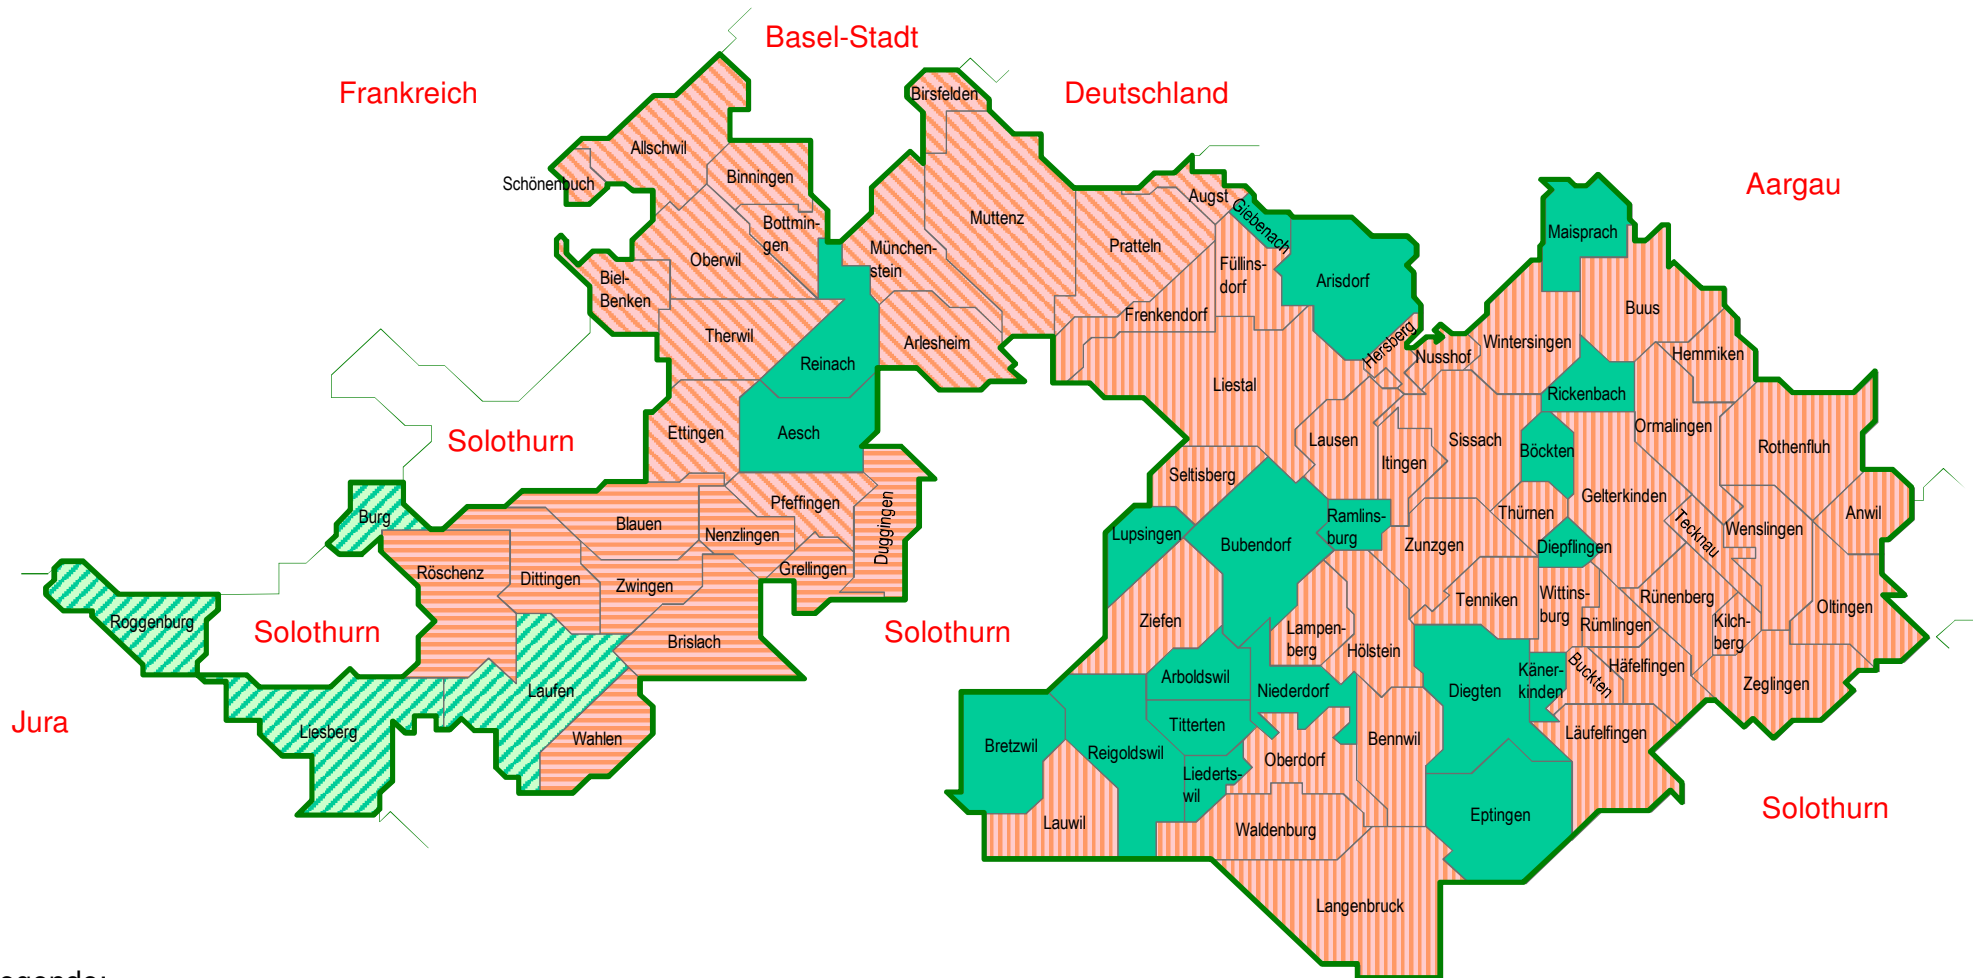 Basel-Stadt
Frankreich
Deutschland
Birsfelden
Allschwil
Binningen
Schönenbuch
Aargau
Augst
Giebenach
Muttenz
Bottmin-
gen
Maisprach
Pratteln
München-
stein
Oberwil
Füllins-
dorf
Arisdorf
Biel-
Benken
Buus
Frenkendorf
Therwil
Arlesheim
Hersberg
Nusshof
Wintersingen
Hemmiken
Reinach
Liestal
Rickenbach
Ormalingen
Solothurn
Ettingen
Aesch
Lausen
Sissach
Rothenfluh
Böckten
Itingen
Seltisberg
Gelterkinden
Pfeffingen
Duggingen
Burg
Blauen
Nenzlingen
Ramlins-
burg
Thürnen
Tecknau
Wenslingen
Anwil
Lupsingen
Bubendorf
Zunzgen
Diepflingen
Röschenz
Dittingen
Zwingen
Grellingen
Wittins-
burg
Rünenberg
Tenniken
Oltingen
Roggenburg
Solothurn
Solothurn
Ziefen
Lampen-
berg
Rümlingen
Kilch-
berg
Brislach
Hölstein
Häfelfingen
Buckten
Käner-
kinden
Arboldswil
Niederdorf
Diegten
Zeglingen
Laufen
Jura
Liesberg
Wahlen
Titterten
Bennwil
Läufelfingen
Bretzwil
Reigoldswil
Oberdorf
Liederts-
wil
Solothurn
Eptingen
Lauwil
Waldenburg
Langenbruck